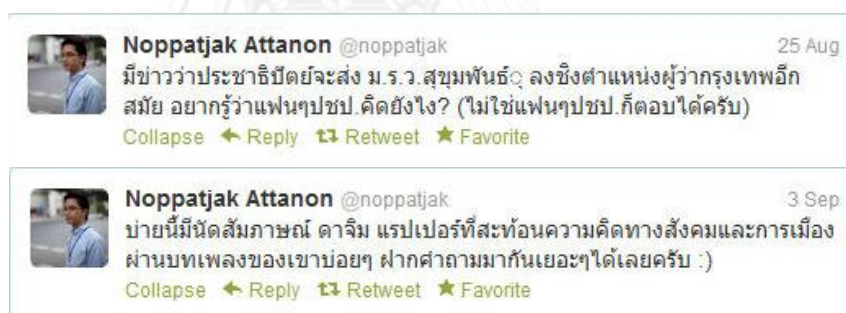 Noppatjak Attanon @noppatjak 25 Aug
มีข่าวว่าประชาธิปัตย์จะส่ง ม.ร.ว.สุขุมพันธ์ุ ลงชิงตำแหน่งผู้ว่ากรุงเทพอีก
สมัย อยากรู้ว่าแฟนๆปชป.คิดยังไง? (ไม่ใช่แฟนๆปชป.ก็ตอบได้ครับ)
Collapse Reply Retweet Favorite
Noppatjak Attanon @noppatjak 3 Sep
บ่ายนี้มีนัดสัมภาษณ์ ดาจิม แรปเปอร์ที่สะท้อนความคิดทางสังคมและการเมือง
ผ่านบทเพลงของเขาบ่อยๆ ฝากคำถามมากันเยอะๆได้เลยครับ :)
Collapse Reply Retweet Favorite